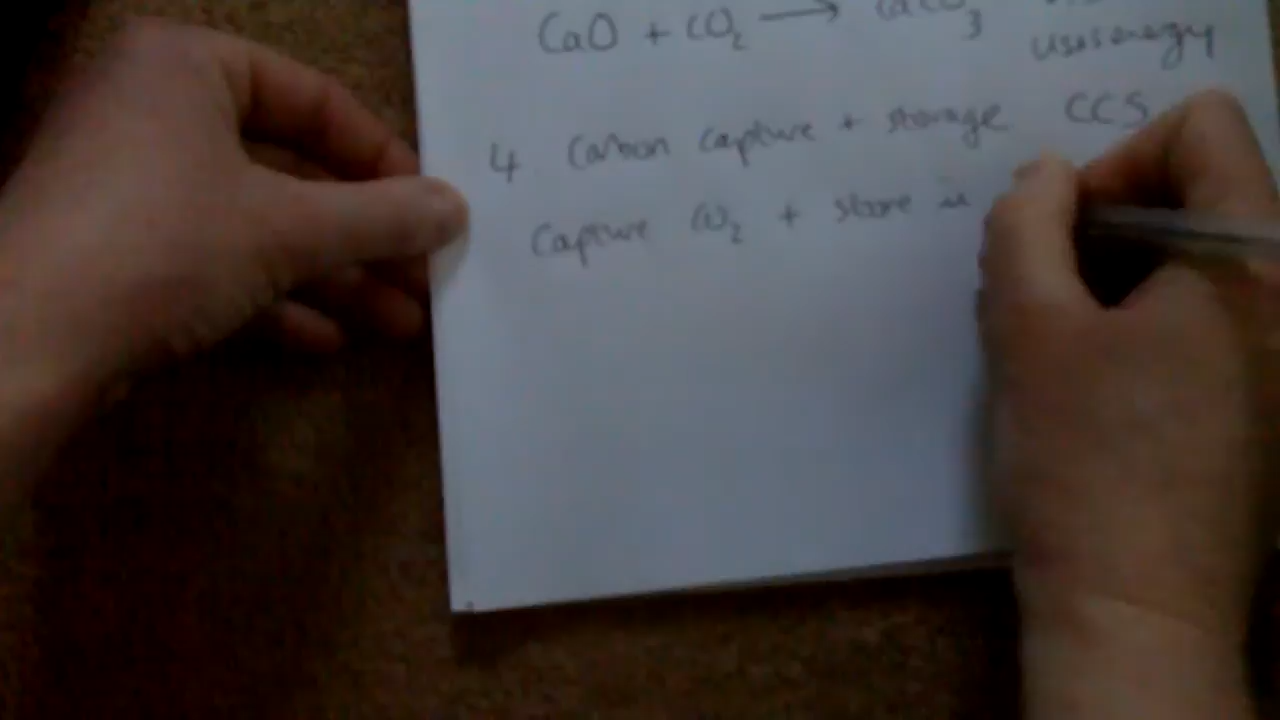 CaO + CO₂ → CaCO₃
uses energy
4 Carbon capture + storage CCS
Capture CO₂ + store